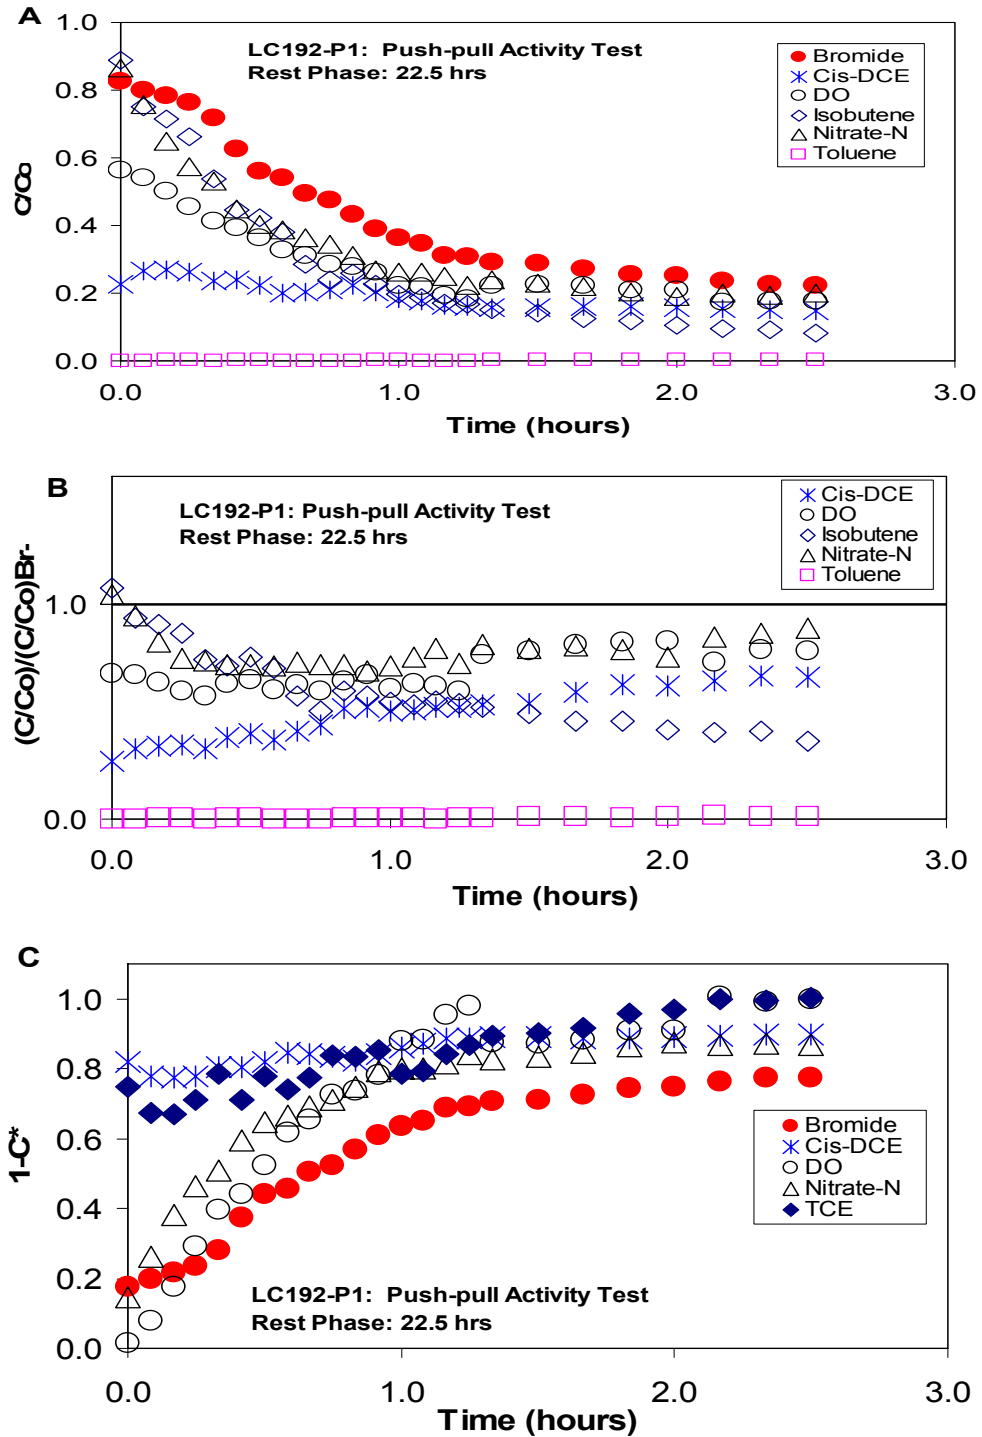 A
LC192-P1: Push-pull Activity Test
Rest Phase: 22.5 hrs
Bromide
Cis-DCE
DO
Isobutene
Nitrate-N
Toluene
1.0
0.8
0.6
0.4
0.2
0.0
C/Co
0.0 1.0 2.0 3.0
Time (hours)
B
LC192-P1: Push-pull Activity Test
Rest Phase: 22.5 hrs
Cis-DCE
DO
Isobutene
Nitrate-N
Toluene
1.0
0.0
(C/Co)/(C/Co)Br-
0.0 1.0 2.0 3.0
Time (hours)
C
1.0
0.8
0.6
0.4
0.2
0.0
1-C*
Bromide
Cis-DCE
DO
Nitrate-N
TCE
LC192-P1: Push-pull Activity Test
Rest Phase: 22.5 hrs
0.0 1.0 2.0 3.0
Time (hours)